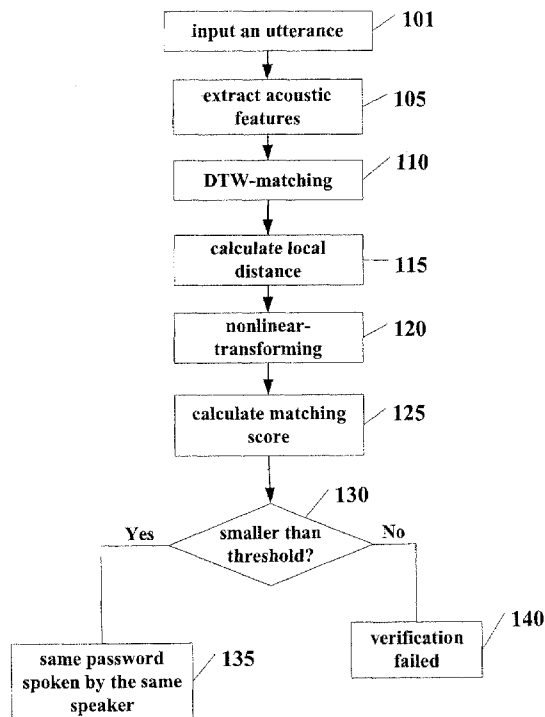 input an utterance
101
extract acoustic
features
105
DTW-matching
110
calculate local
distance
115
nonlinear-
transforming
120
calculate matching
score
125
130
Yes
smaller than
threshold?
No
same password
spoken by the same
speaker
135
verification
failed
140